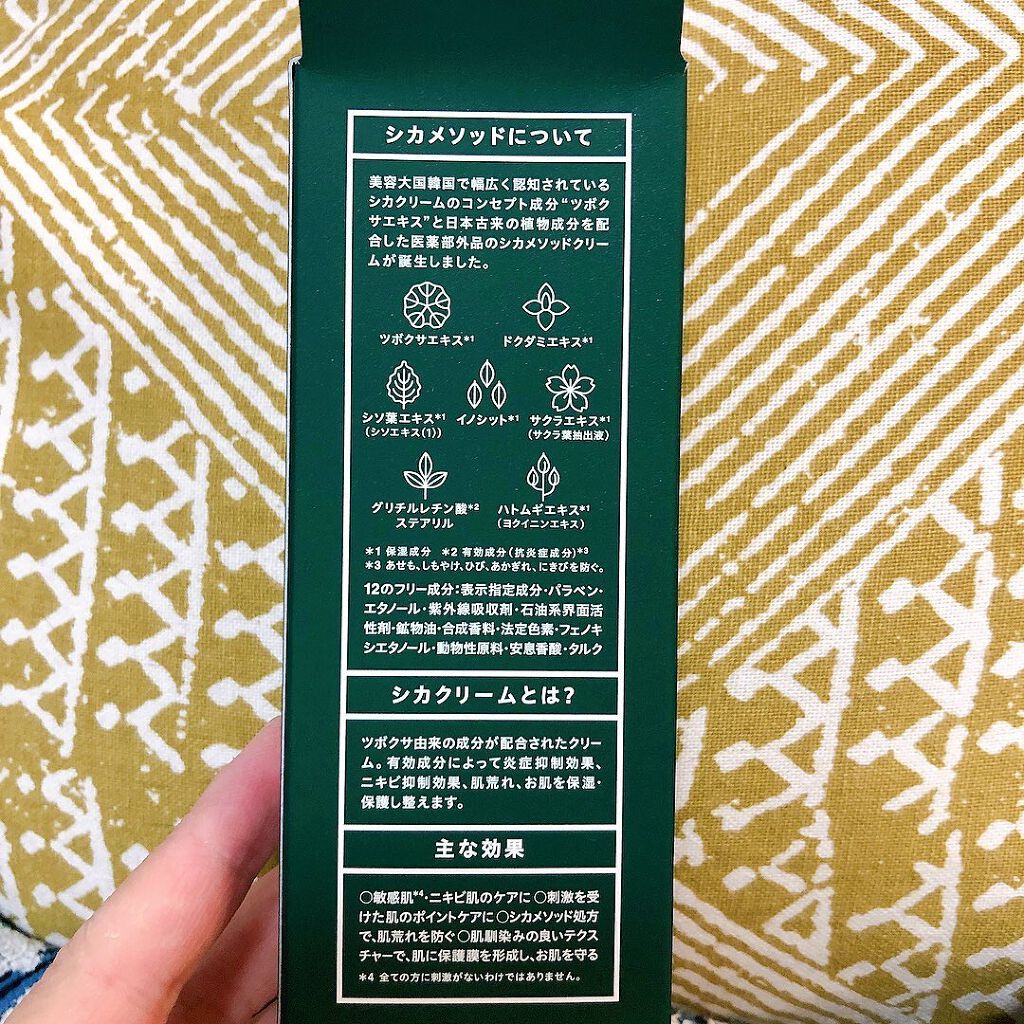 シカメソッドについて
美容大国韓国で幅広く認知されている
シカクリームのコンセプト成分“ツボク
サエキス”と日本古来の植物成分を配
合した医薬部外品のシカメソッドクリー
ムが誕生しました。
ツボクサエキス*1 ドクダミエキス*1
シソ葉エキス*1 イノシット*1 サクラエキス*1
(シソエキス(1)) (サクラ葉抽出液)
グリチルレチン酸*2 ハトムギエキス*1
ステアリル (ヨクイニンエキス)
*1 保湿成分 *2 有効成分(抗炎症成分)*3
*3 あせも、しもやけ、ひび、あかぎれ、にきびを防ぐ。
12のフリー成分:表示指定成分・パラベン・
エタノール・紫外線吸収剤・石油系界面活
性剤・鉱物油・合成香料・法定色素・フェノキ
シエタノール・動物性原料・安息香酸・タルク
シカクリームとは?
ツボクサ由来の成分が配合されたクリー
ム。有効成分によって炎症抑制効果、
ニキビ抑制効果、肌荒れ、お肌を保湿・
保護し整えます。
主な効果
○敏感肌*4・ニキビ肌のケアに ○刺激を受
けた肌のポイントケアに ○シカメソッド処方
で、肌荒れを防ぐ ○肌馴染みの良いテクス
チャーで、肌に保護膜を形成し、お肌を守る
*4 全ての方に刺激がないわけではありません。